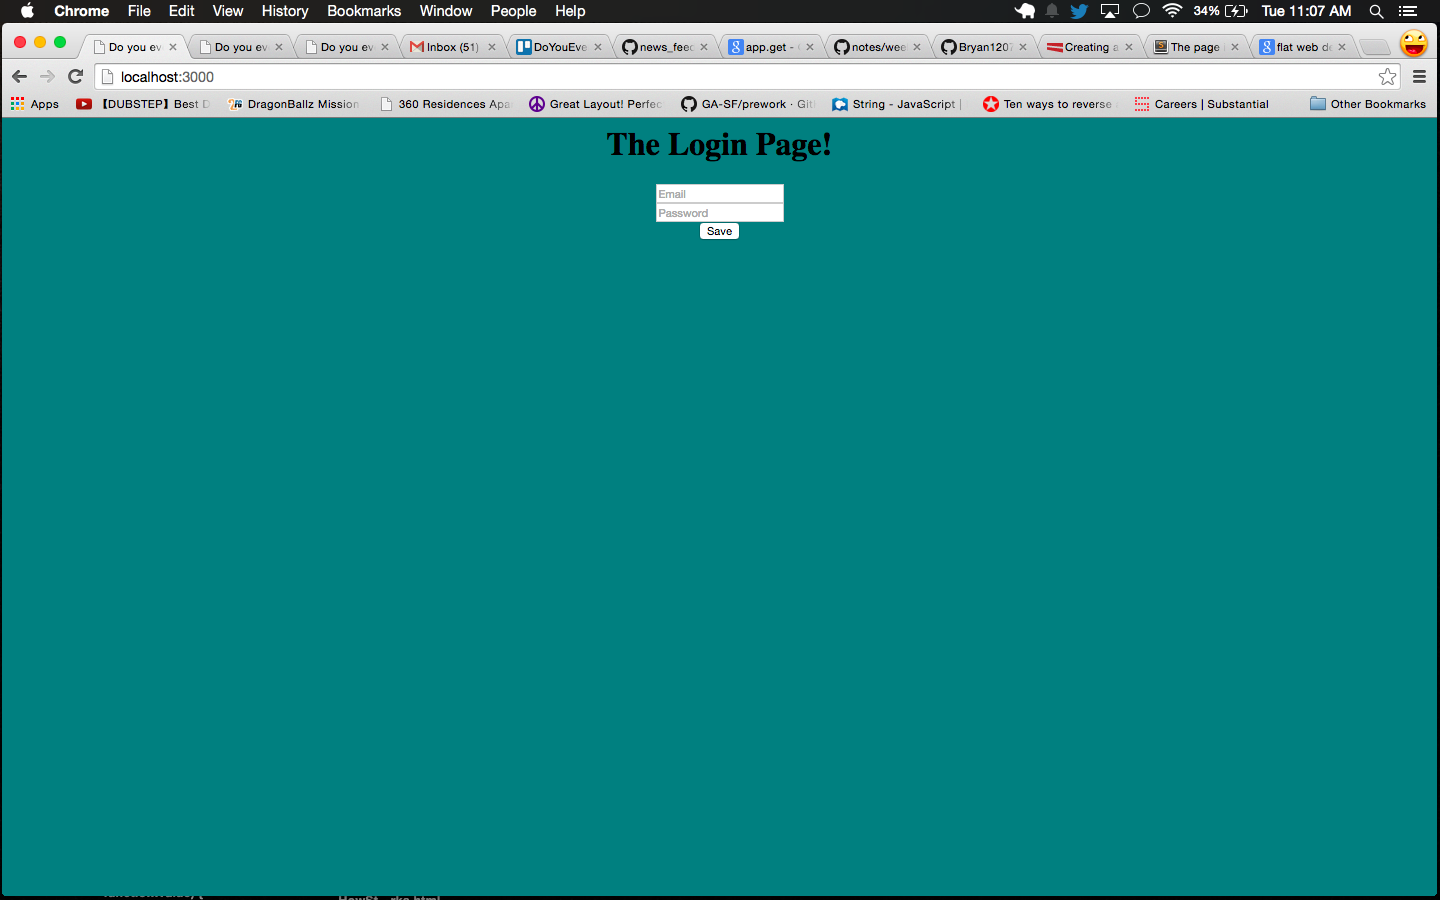 Chrome File Edit View History Bookmarks Window People Help 34% Tue 11:07 AM
Do you ev Do you ev Do you ev Inbox (51) DoYouEve news_feed app.get - notes/wee Bryan1207 Creating a The page flat web de
localhost:3000
Apps 【DUBSTEP】Best D DragonBallz Mission 360 Residences Apa Great Layout! Perfec GA-SF/prework · Git String - JavaScript | Ten ways to reverse Careers | Substantial Other Bookmarks
The Login Page!
Email
Password
Save